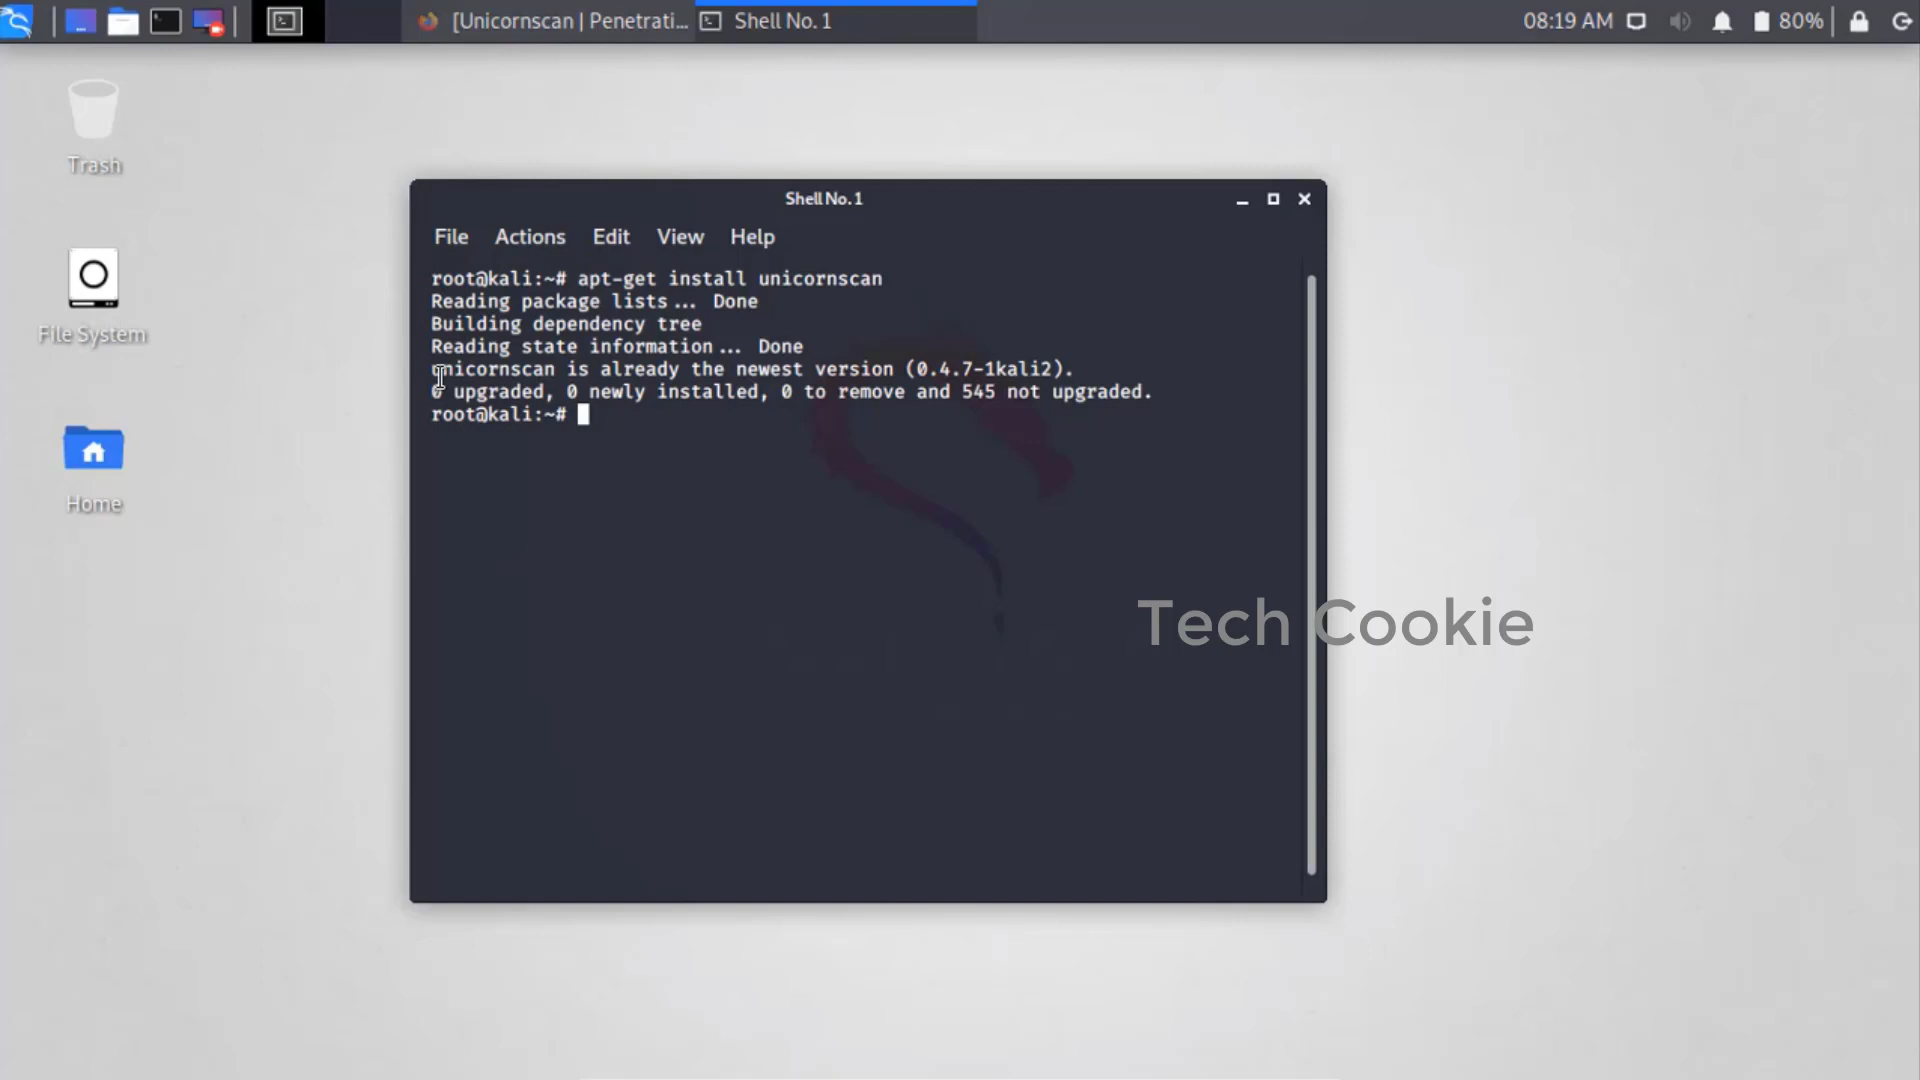 [Unicornscan | Penetrati...
Shell No. 1
08:19 AM
80%
Trash
File System
Home
Shell No. 1
File Actions Edit View Help
root@kali:~# apt-get install unicornscan
Reading package lists... Done
Building dependency tree
Reading state information... Done
unicornscan is already the newest version (0.4.7-1kali2).
0 upgraded, 0 newly installed, 0 to remove and 545 not upgraded.
root@kali:~#
Tech Cookie